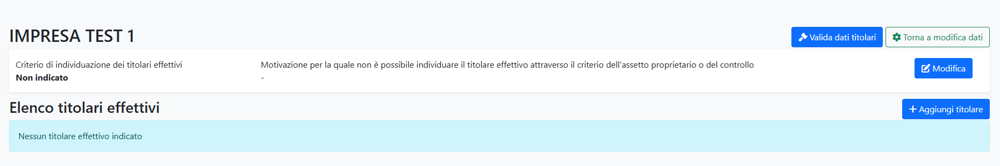 IMPRESA TEST 1
Valida dati titolari
Torna a modifica dati
Criterio di individuazione dei titolari effettivi
Non indicato
Motivazione per la quale non è possibile individuare il titolare effettivo attraverso il criterio dell'assetto proprietario o del controllo
-
Modifica
Elenco titolari effettivi
+ Aggiungi titolare
Nessun titolare effettivo indicato